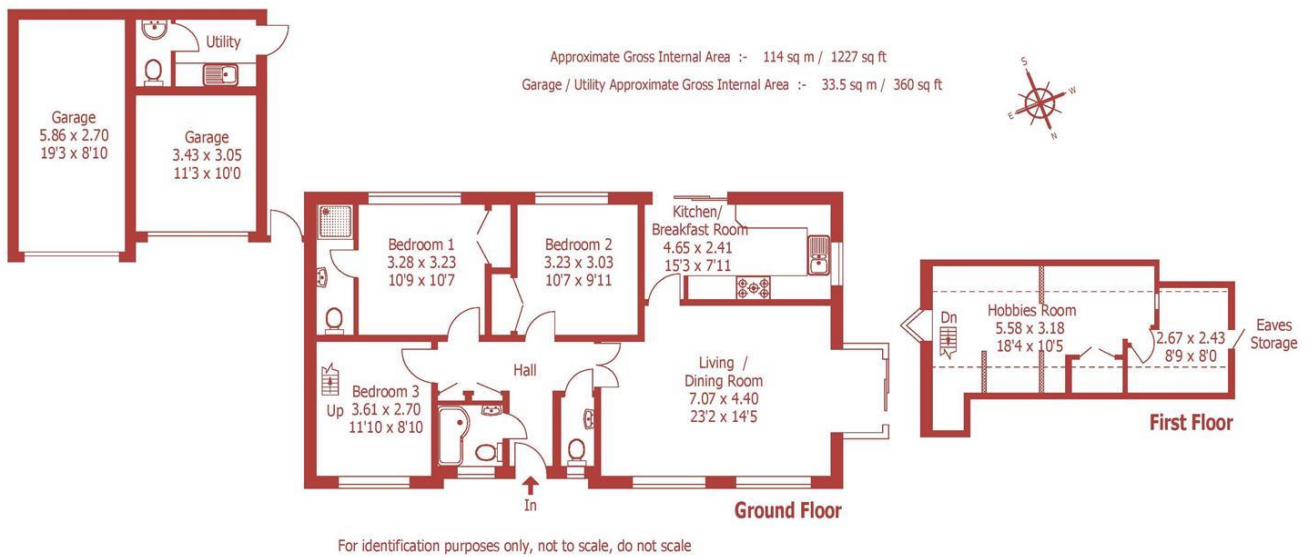 Approximate Gross Internal Area :- 114 sq m / 1227 sq ft
Garage / Utility Approximate Gross Internal Area :- 33.5 sq m / 360 sq ft
S
W
E
N
Utility
Garage
5.86 x 2.70
19'3 x 8'10
Garage
3.43 x 3.05
11'3 x 10'0
Bedroom 1
3.28 x 3.23
10'9 x 10'7
Bedroom 2
3.23 x 3.03
10'7 x 9'11
Kitchen/
Breakfast Room
4.65 x 2.41
15'3 x 7'11
Bedroom 3
3.61 x 2.70
11'10 x 8'10
Up
Hall
Living /
Dining Room
7.07 x 4.40
23'2 x 14'5
In
Ground Floor
Dn
Hobbies Room
5.58 x 3.18
18'4 x 10'5
2.67 x 2.43
8'9 x 8'0
Eaves
Storage
First Floor
For identification purposes only, not to scale, do not scale